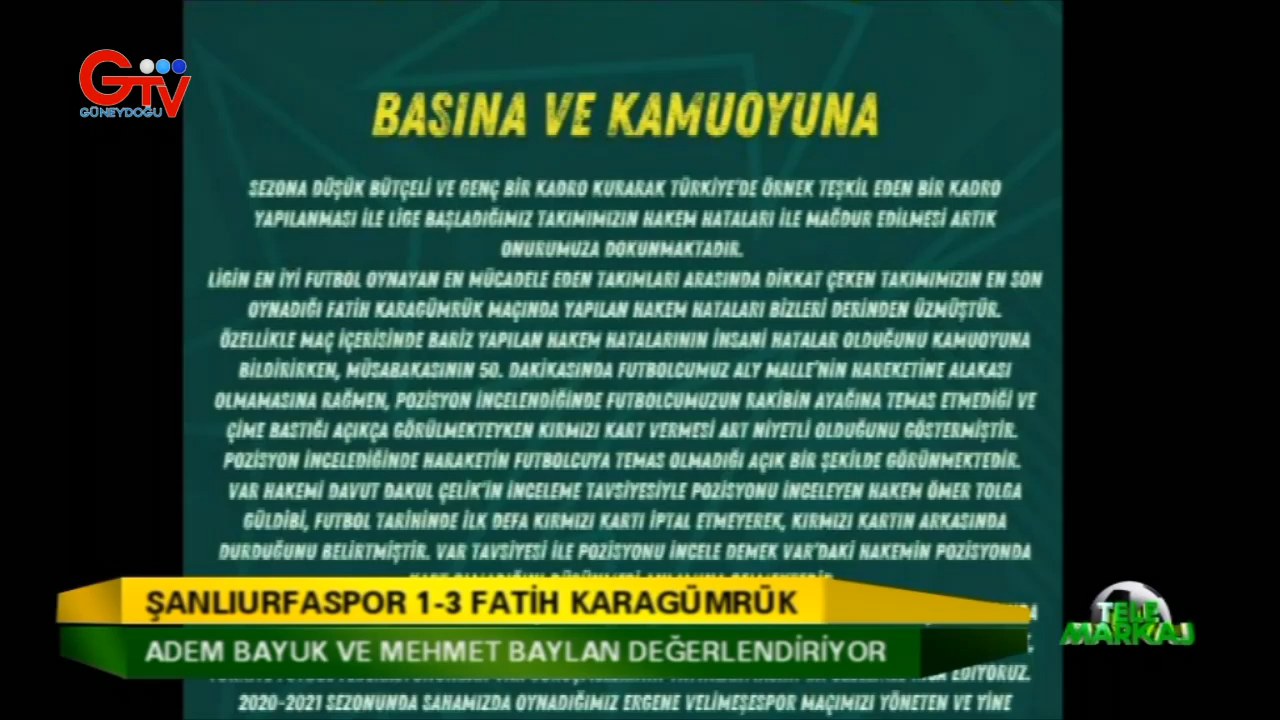 GTV
GÜNEYDOĞU
BASINA VE KAMUOYUNA
SEZONA DÜŞÜK BÜTÇELİ VE GENÇ BİR KADRO KURARAK TÜRKİYE'DE ÖRNEK TEŞKİL EDEN BİR KADRO
YAPILANMASI İLE LİGE BAŞLADIĞIMIZ TAKIMIMIZIN HAKEM HATALARI İLE MAĞDUR EDİLMESİ ARTIK
ONURUMUZA DOKUNMAKTADIR.
LİGİN EN İYİ FUTBOL OYNAYAN EN MÜCADELE EDEN TAKIMLARI ARASINDA DİKKAT ÇEKEN TAKIMIMIZIN EN SON
OYNADIĞI FATİH KARAGÜMRÜK MAÇINDA YAPILAN HAKEM HATALARI BİZLERİ DERİNDEN ÜZMÜŞTÜR.
ÖZELLİKLE MAÇ İÇERİSİNDE BARİZ YAPILAN HAKEM HATALARININ İNSANİ HATALAR OLDUĞUNU KAMUOYUNA
BİLDİRİRKEN, MÜSABAKASININ 50. DAKİKASINDA FUTBOLCUMUZ ALY MALLE'NİN HAREKETİNE ALAKASI
OLMAMASINA RAĞMEN, POZİSYON İNCELENDİĞİNDE FUTBOLCUMUZUN RAKİBİN AYAĞINA TEMAS ETMEDİĞİ VE
ÇİME BASTIĞI AÇIKÇA GÖRÜLMEKTEYKEN KIRMIZI KART VERMESİ ART NİYETLİ OLDUĞUNU GÖSTERMİŞTİR.
POZİSYON İNCELEDİĞİNDE HARAKETİN FUTBOLCUYA TEMAS OLMADIĞI AÇIK BİR ŞEKİLDE GÖRÜNMEKTEDİR.
VAR HAKEMİ DAVUT DAKUL ÇELİK'İN İNCELEME TAVSİYESİYLE POZİSYONU İNCELEYEN HAKEM ÖMER TOLGA
GÜLDİBİ, FUTBOL TARİHİNDE İLK DEFA KIRMIZI KARTI İPTAL ETMEYEREK, KIRMIZI KARTIN ARKASINDA
DURDUĞUNU BELİRTMİŞTİR. VAR TAVSİYESİ İLE POZİSYONU İNCELE DEMEK VAR'DAKİ HAKEMİN POZİSYONDA
ŞANLIURFASPOR 1-3 FATİH KARAGÜMRÜK
ADEM BAYUK VE MEHMET BAYLAN DEĞERLENDİRİYOR
TELE
MARKAJ
EDİYORUZ.
2020-2021 SEZONUNDA SAHAMIZDA OYNADIĞIMIZ ERGENE VELİMEŞESPOR MAÇIMIZI YÖNETEN VE YİNE